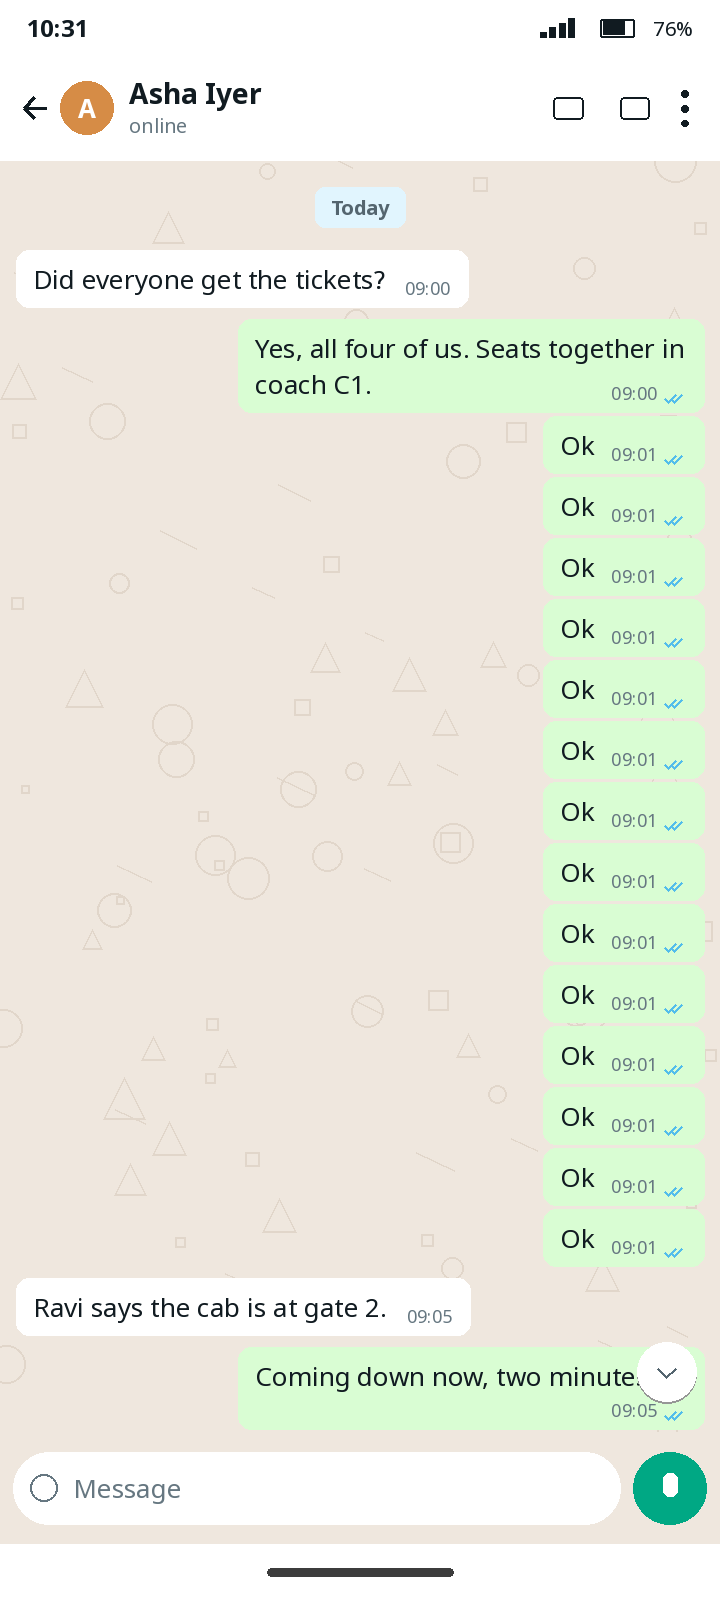 10:31
76%
A
Asha Iyer
online
Today
Did everyone get the tickets? 09:00
Yes, all four of us. Seats together in
coach C1. 09:00
Ok 09:01
Ok 09:01
Ok 09:01
Ok 09:01
Ok 09:01
Ok 09:01
Ok 09:01
Ok 09:01
Ok 09:01
Ok 09:01
Ok 09:01
Ok 09:01
Ok 09:01
Ok 09:01
Ravi says the cab is at gate 2. 09:05
Coming down now, two
09:05
Message